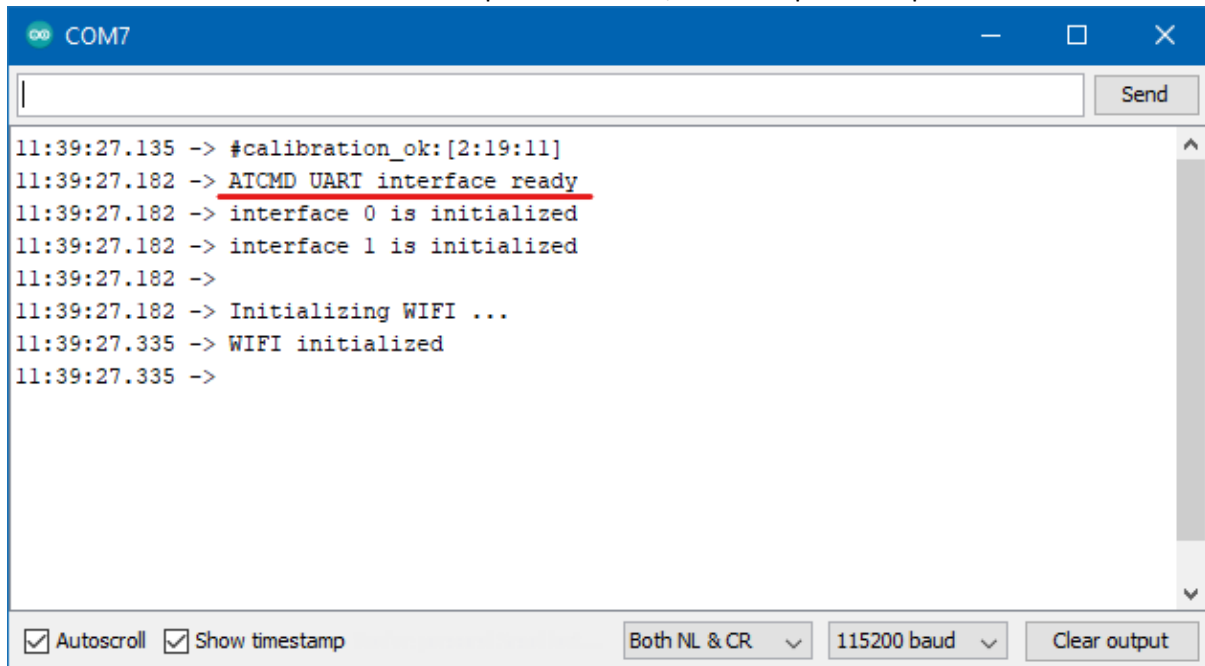 COM7
Send
11:39:27.135 -> #calibration_ok:[2:19:11]
11:39:27.182 -> ATCMD UART interface ready
11:39:27.182 -> interface 0 is initialized
11:39:27.182 -> interface 1 is initialized
11:39:27.182 ->
11:39:27.182 -> Initializing WIFI ...
11:39:27.335 -> WIFI initialized
11:39:27.335 ->
Autoscroll Show timestamp Both NL & CR 115200 baud Clear output